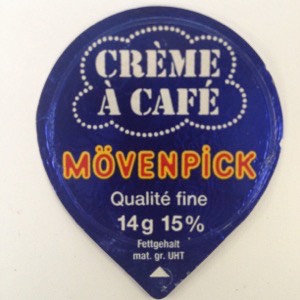 CRÈME
À CAFÉ
MÖVENPICK
Qualité fine
14g 15%
Fettgehalt
mat. gr. UHT